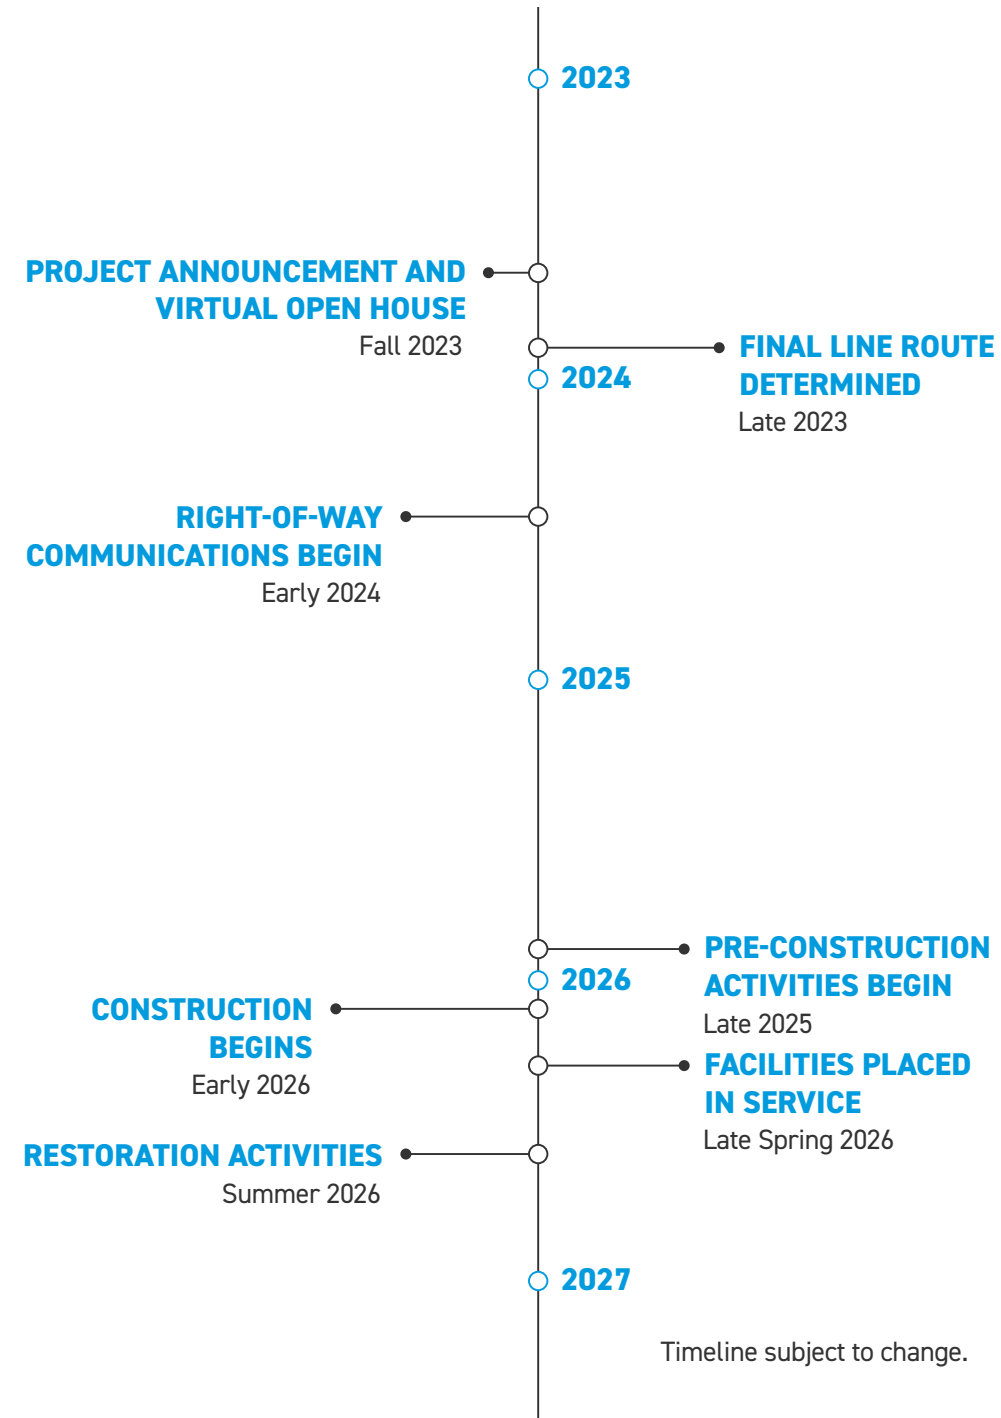 2023
PROJECT ANNOUNCEMENT AND
VIRTUAL OPEN HOUSE
Fall 2023
FINAL LINE ROUTE
DETERMINED
Late 2023
2024
RIGHT-OF-WAY
COMMUNICATIONS BEGIN
Early 2024
2025
PRE-CONSTRUCTION
ACTIVITIES BEGIN
Late 2025
2026
CONSTRUCTION
BEGINS
Early 2026
FACILITIES PLACED
IN SERVICE
Late Spring 2026
RESTORATION ACTIVITIES
Summer 2026
2027
Timeline subject to change.